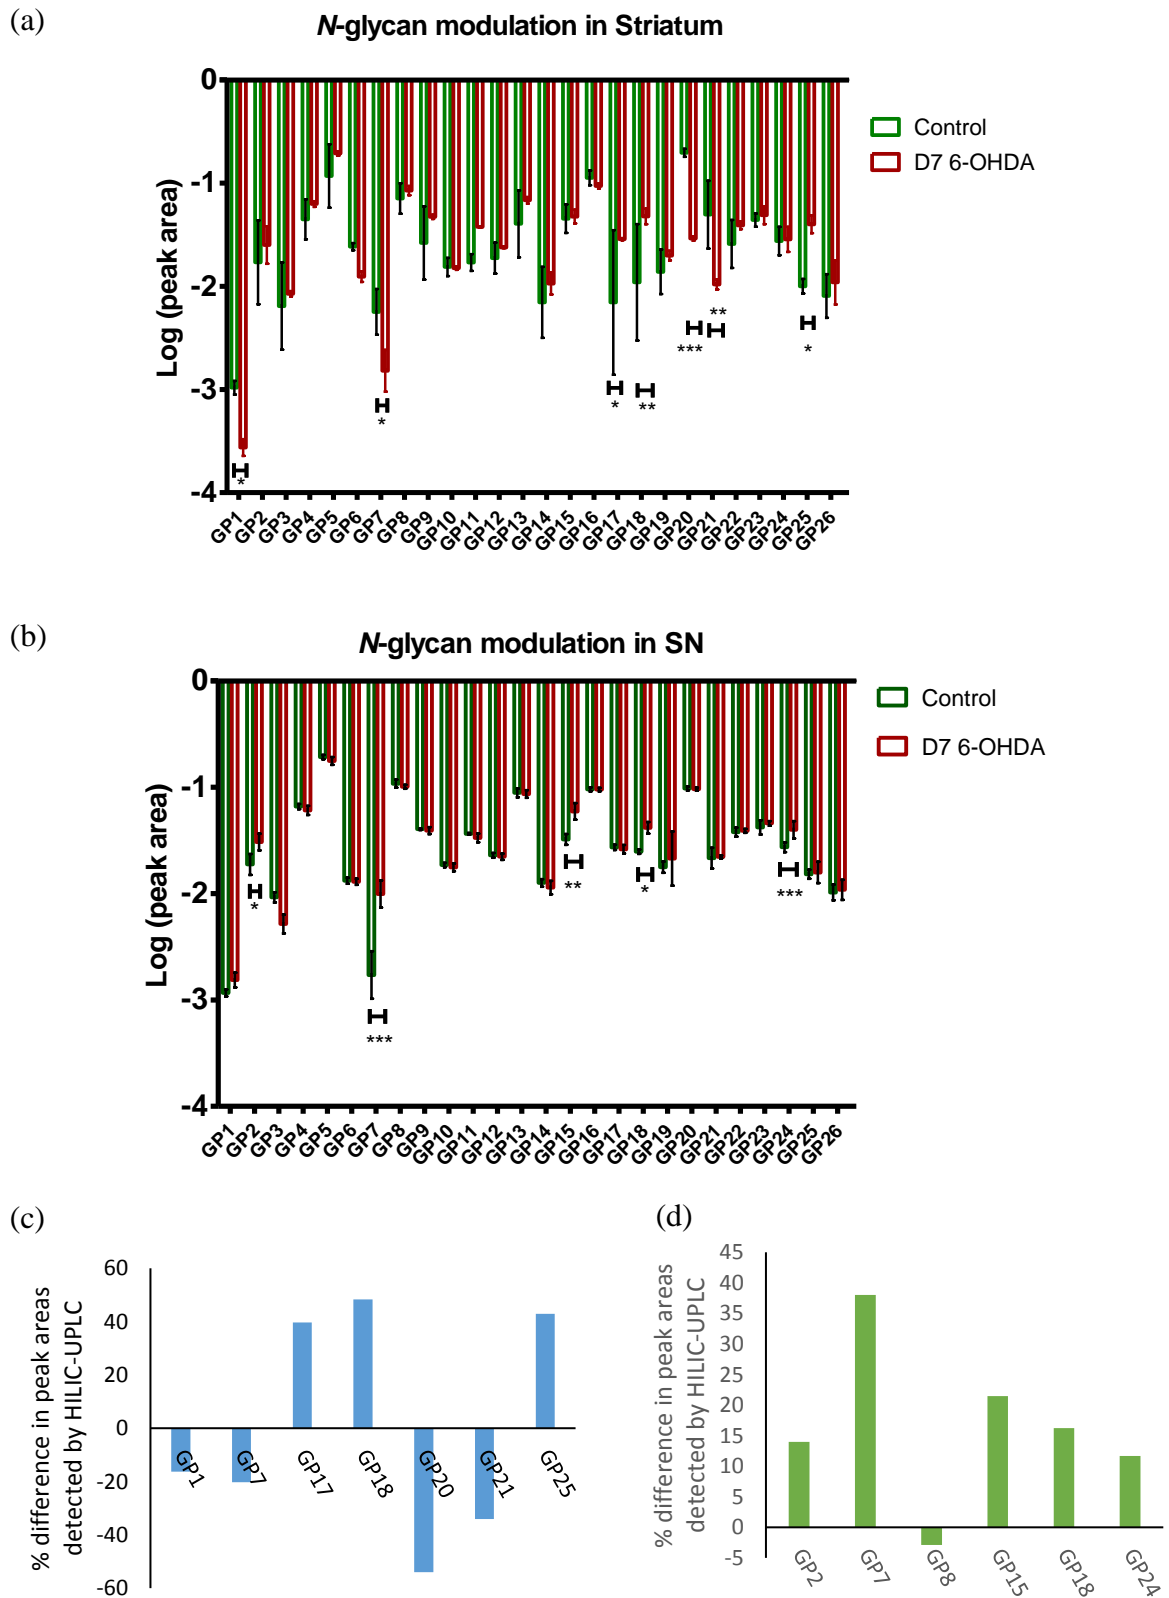 (a)
N-glycan modulation in Striatum
Log (peak area)
0
-1
-2
-3
-4
Control
D7 6-OHDA
*
*
*
**
***
**
*
GP1 GP2 GP3 GP4 GP5 GP6 GP7 GP8 GP9 GP10 GP11 GP12 GP13 GP14 GP15 GP16 GP17 GP18 GP19 GP20 GP21 GP22 GP23 GP24 GP25 GP26
(b)
N-glycan modulation in SN
Log (peak area)
0
-1
-2
-3
-4
Control
D7 6-OHDA
*
***
**
*
***
GP1 GP2 GP3 GP4 GP5 GP6 GP7 GP8 GP9 GP10 GP11 GP12 GP13 GP14 GP15 GP16 GP17 GP18 GP19 GP20 GP21 GP22 GP23 GP24 GP25 GP26
(c)
% difference in peak areas
detected by HILIC-UPLC
60
40
20
0
-20
-40
-60
GP1 GP7 GP17 GP18 GP20 GP21 GP25
(d)
% difference in peak areas
detected by HILIC-UPLC
45
40
35
30
25
20
15
10
5
0
-5
GP2 GP7 GP8 GP15 GP18 GP24